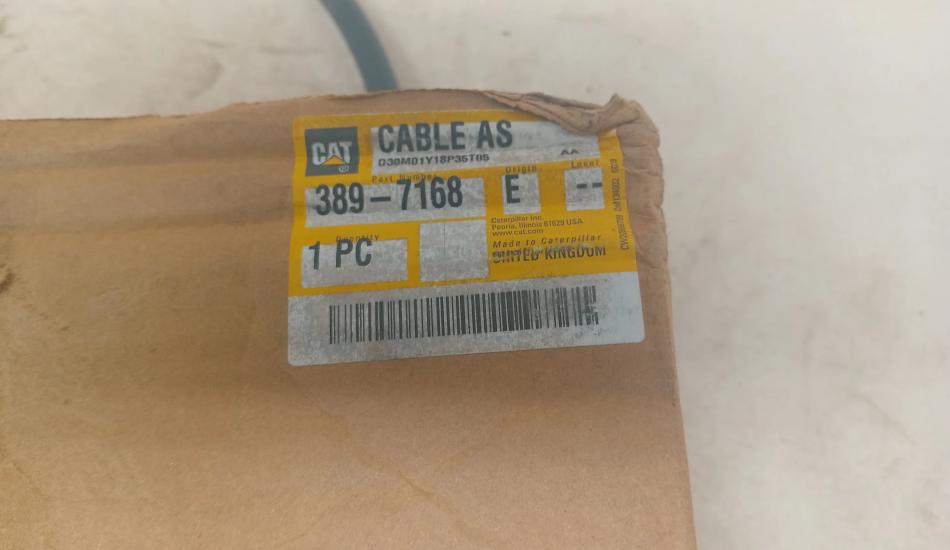 CAT
CABLE AS
D30M01Y18P35T05
AA
Part Number
Origin
Level
389-7168
E
--
Caterpillar Inc.
Peoria, Illinois 61629 USA
www.cat.com
Quantity
1 PC
Made to Caterpillar
UNITED KINGDOM